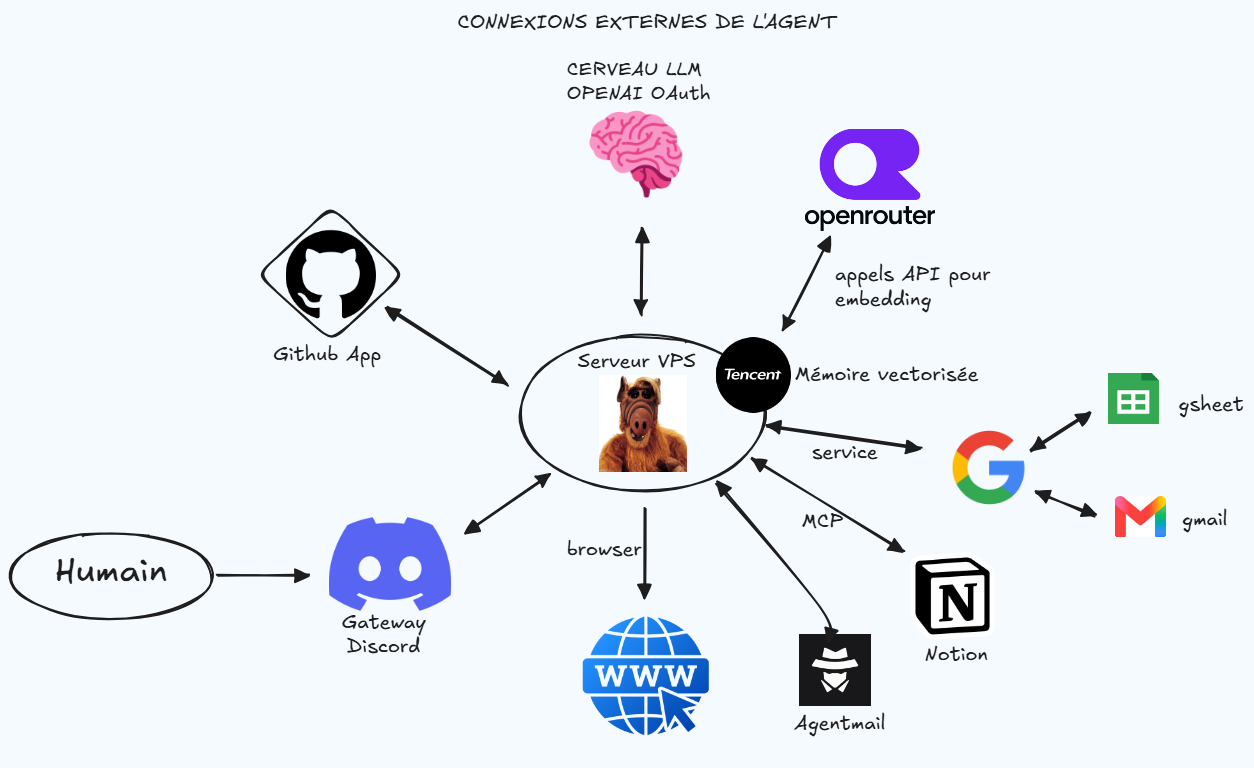 CONNEXIONS EXTERNES DE L'AGENT
CERVEAU LLM
OPENAI OAuth
openrouter
appels API pour
embedding
Github App
Serveur VPS
Tencent
Mémoire vectorisée
gsheet
service
gmail
MCP
browser
Humain
Gateway
Discord
WWW
N
Notion
Agentmail